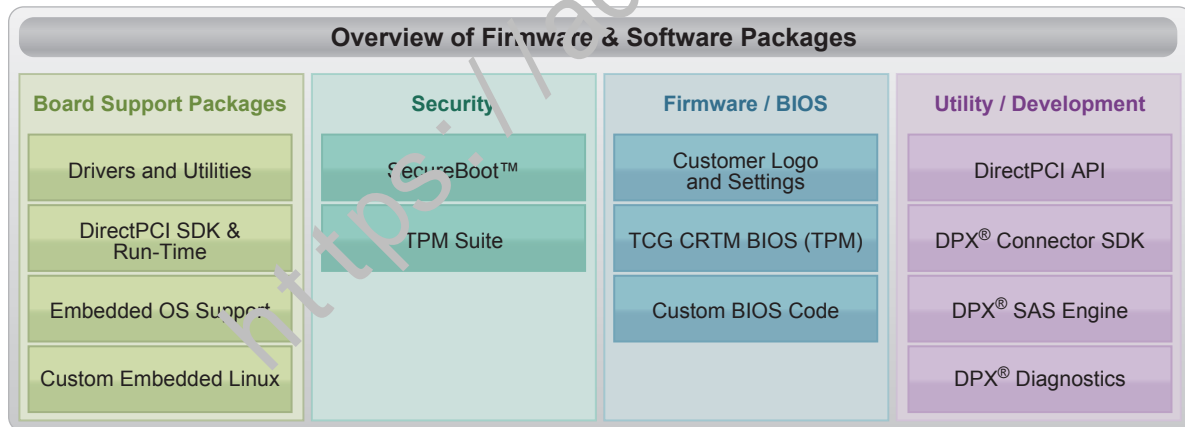 Overview of Firmware & Software Packages
Board Support Packages
Drivers and Utilities
DirectPCI SDK &
Run-Time
Embedded OS Support
Custom Embedded Linux
Security
SecureBoot™
TPM Suite
Firmware / BIOS
Customer Logo
and Settings
TCG CRTM BIOS (TPM)
Custom BIOS Code
Utility / Development
DirectPCI API
DPX® Connector SDK
DPX® SAS Engine
DPX® Diagnostics
https://